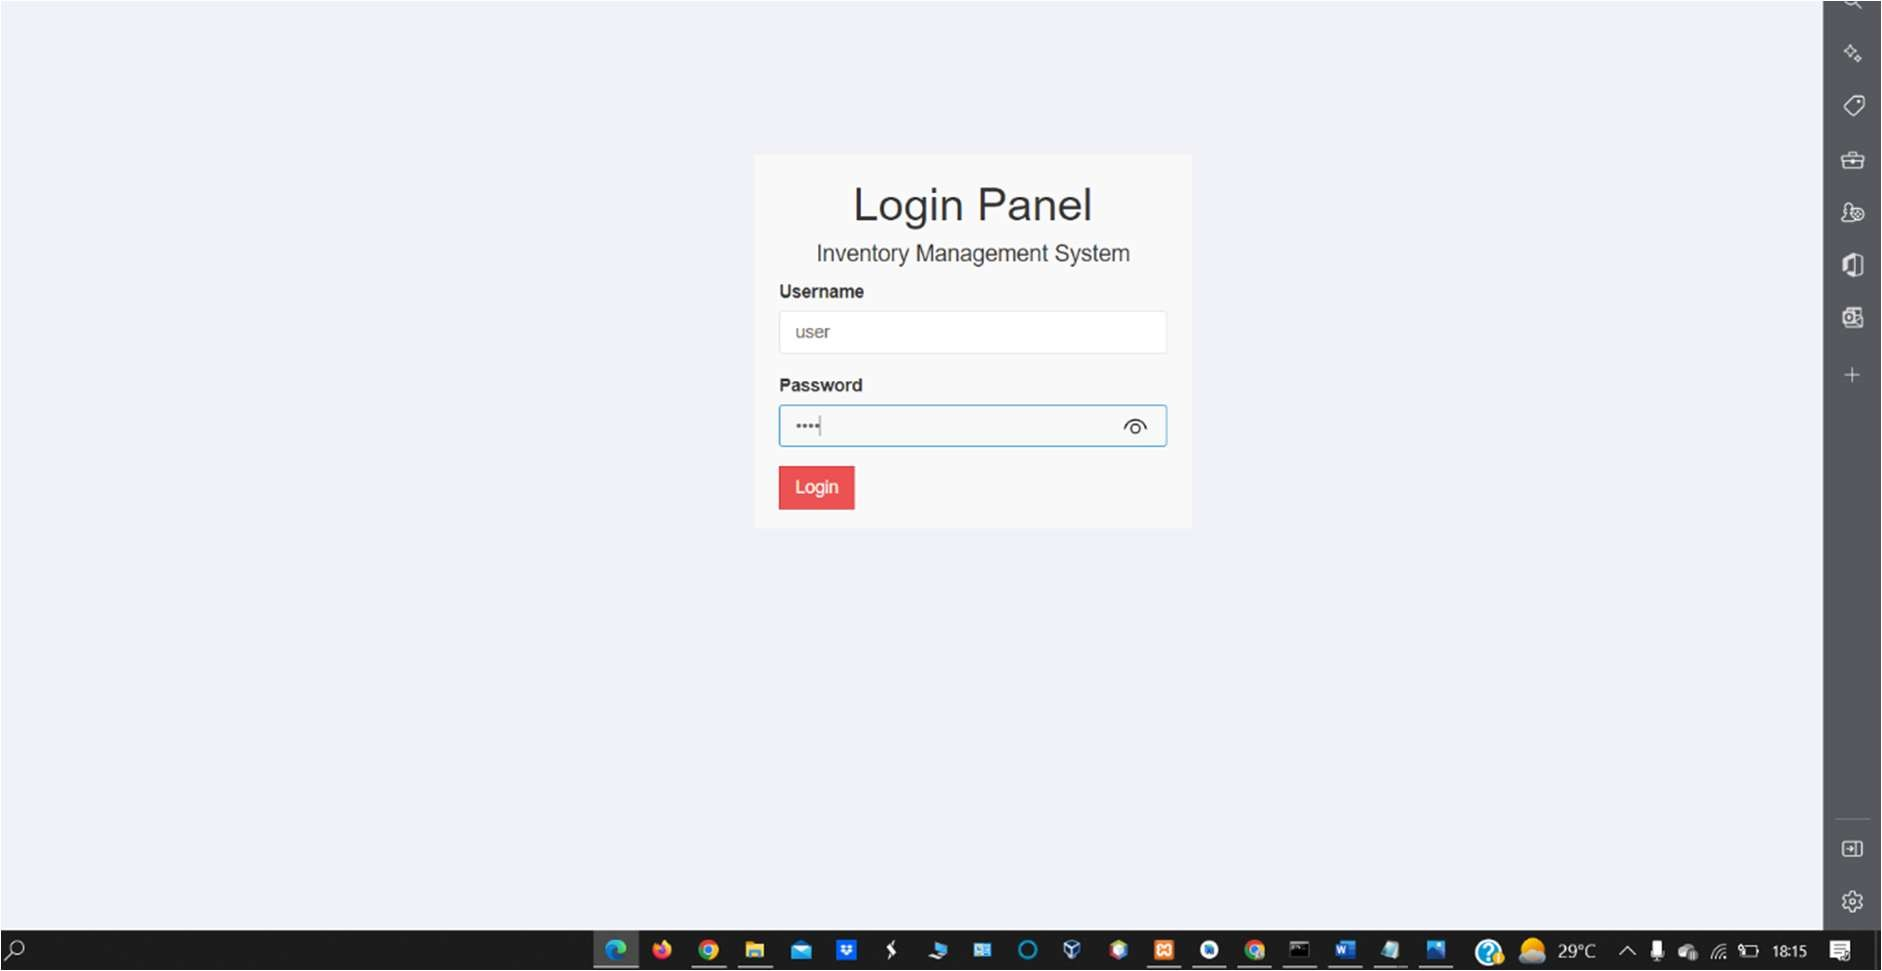 Login Panel
Inventory Management System
Username
user
Password
••••
Login
29°C
18:15